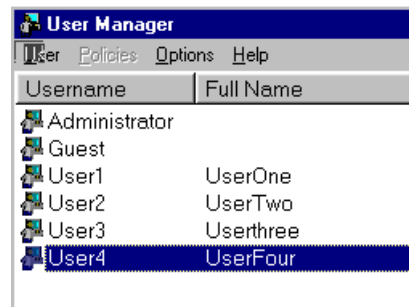 User Manager
User Policies Options Help
Username Full Name
Administrator
Guest
User1 UserOne
User2 UserTwo
User3 Userthree
User4 UserFour